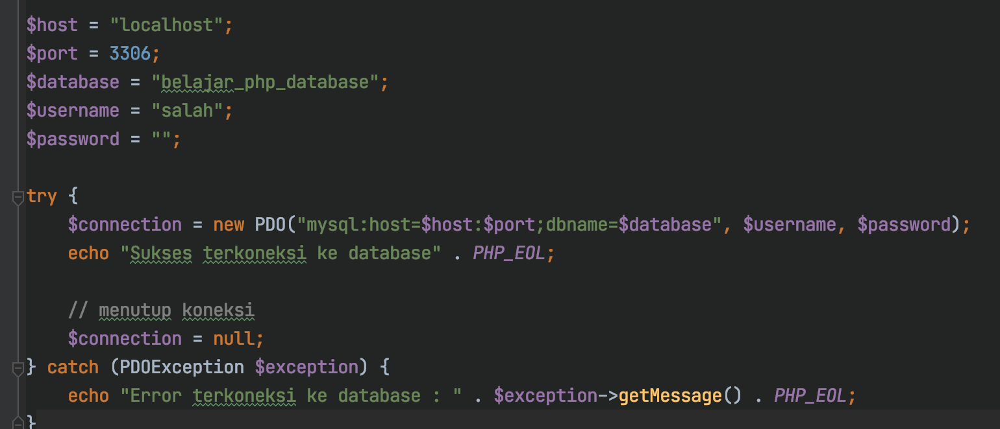 $host = "localhost";
$port = 3306;
$database = "belajar_php_database";
$username = "salah";
$password = "";
try {
$connection = new PDO("mysql:host=$host:$port;dbname=$database", $username, $password);
echo "Sukses terkoneksi ke database" . PHP_EOL;
// menutup koneksi
$connection = null;
} catch (PDOException $exception) {
echo "Error terkoneksi ke database : " . $exception->getMessage() . PHP_EOL;
}